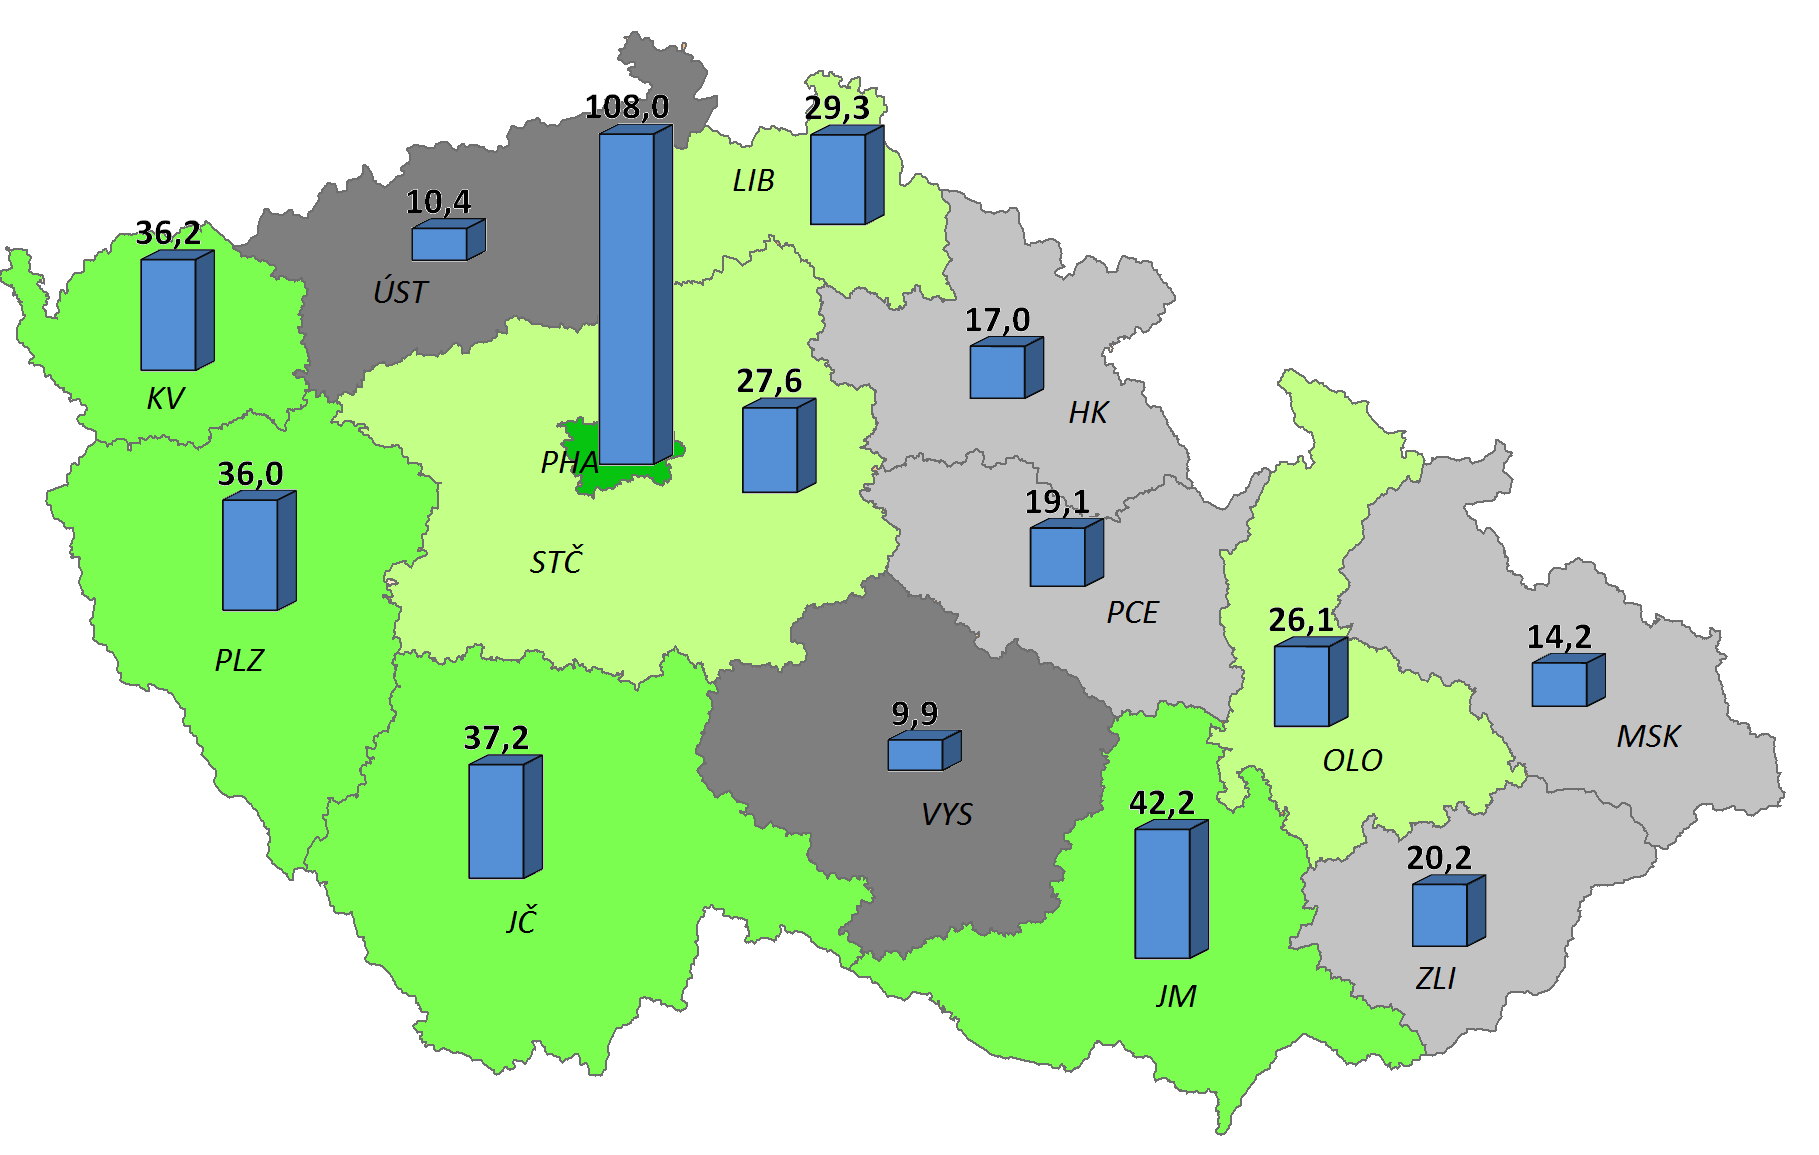 108,0
29,3
LIB
10,4
36,2
ÚST
17,0
27,6
KV
HK
PHA
36,0
19,1
STČ
PCE
26,1
14,2
PLZ
9,9
37,2
MSK
OLO
42,2
VYS
20,2
JČ
ZLI
JM